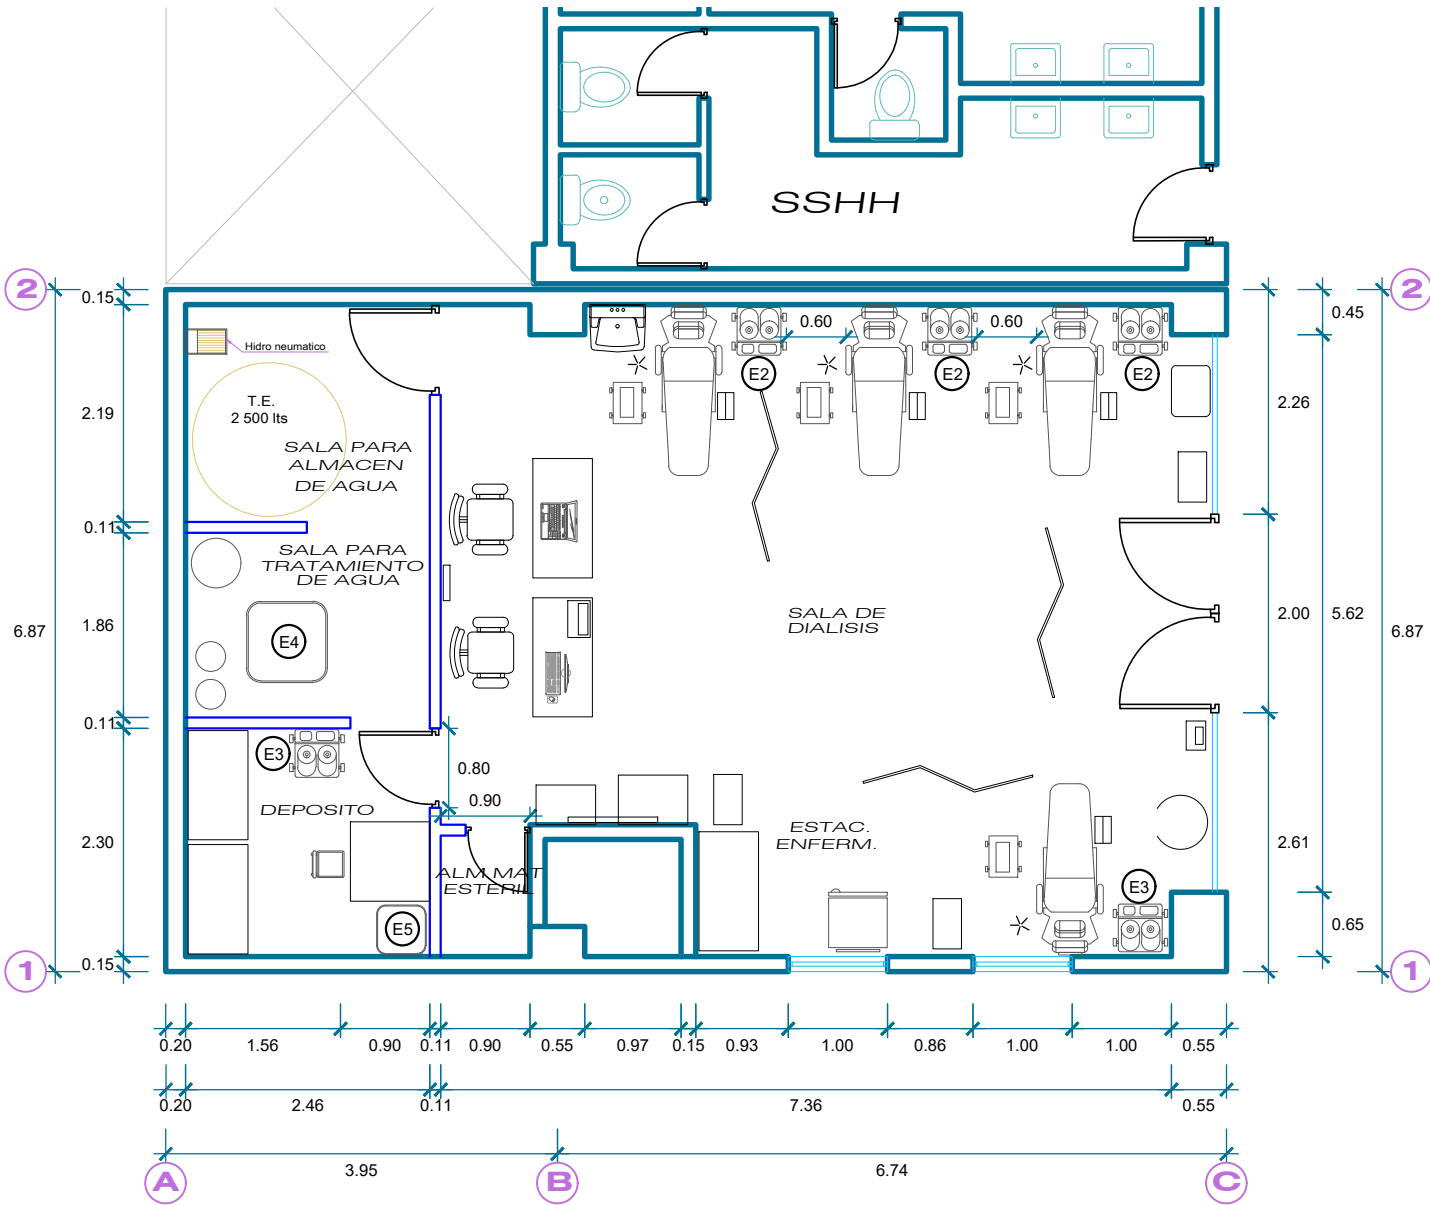 SSHH
2
2
0.15
0.45
0.60
0.60
Hidro neumatico
E2
E2
E2
T.E.
2 500 lts
2.19
2.26
SALA PARA
ALMACEN
DE AGUA
0.11
SALA PARA
TRATAMIENTO
DE AGUA
SALA DE
DIALISIS
6.87
1.86
E4
2.00
5.62
6.87
0.11
E3
0.80
0.90
DEPOSITO
2.30
ESTAC.
ENFERM.
2.61
ALM MAT
ESTERIL
E3
E5
0.65
0.15
1
1
0.20
1.56
0.90
0.11
0.90
0.55
0.97
0.15
0.93
1.00
0.86
1.00
1.00
0.55
0.20
2.46
0.11
7.36
0.55
3.95
6.74
A
B
C